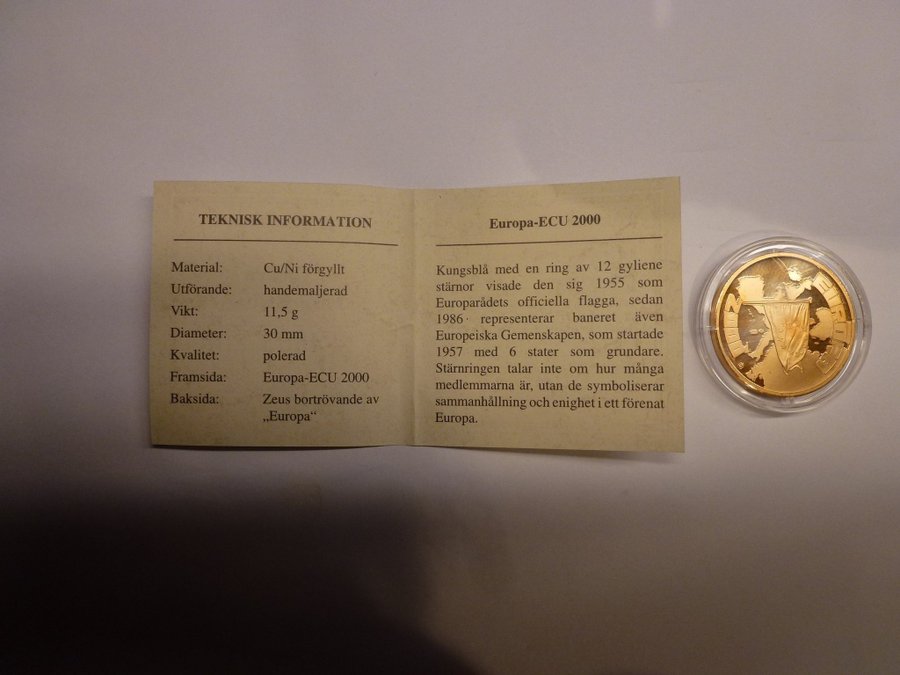 TEKNISK INFORMATION
Material: Cu/Ni förgyllt
Utförande: handemaljerad
Vikt: 11,5 g
Diameter: 30 mm
Kvalitet: polerad
Framsida: Europa-ECU 2000
Baksida: Zeus bortrövande av
„Europa“
Europa-ECU 2000
Kungsblå med en ring av 12 gyliene
stärnor visade den sig 1955 som
Europarådets officiella flagga, sedan
1986 representerar baneret även
Europeiska Gemenskapen, som startade
1957 med 6 stater som grundare.
Stärnringen talar inte om hur många
medlemmarna är, utan de symboliserar
sammanhållning och enighet i ett förenat
Europa.